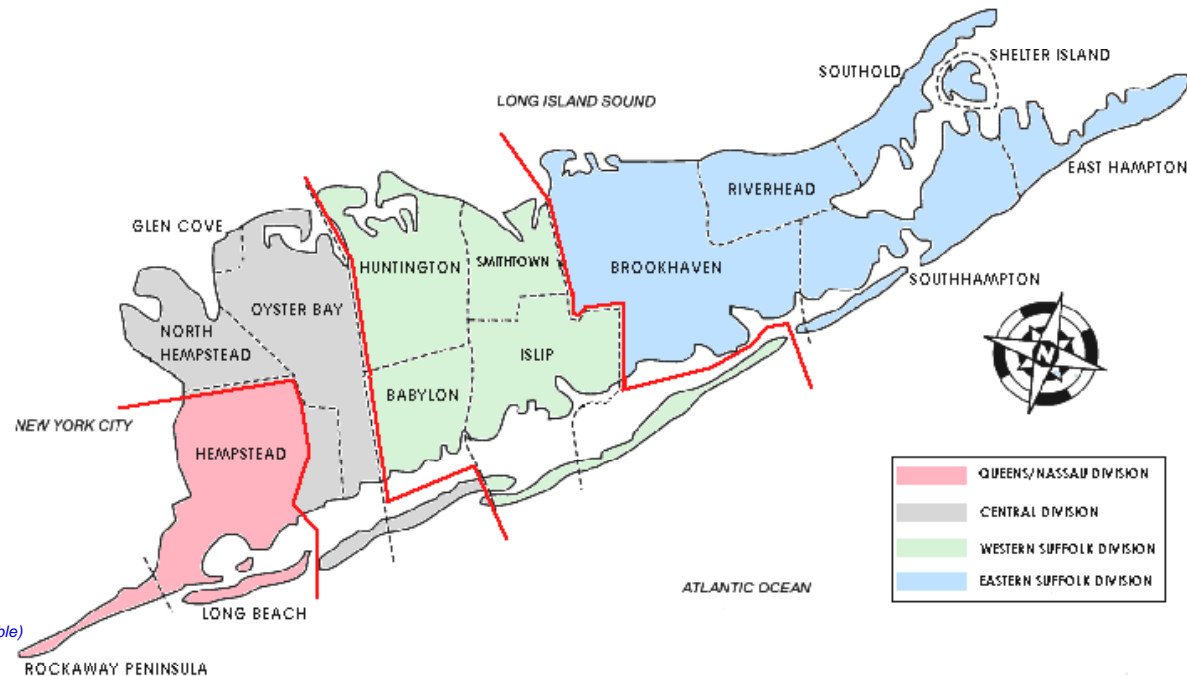 SHELTER ISLAND
SOUTHOLD
LONG ISLAND SOUND
EAST HAMPTON
RIVERHEAD
GLEN COVE
HUNTINGTON
SMITHTOWN
BROOKHAVEN
SOUTHHAMPTON
OYSTER BAY
NORTH
HEMPSTEAD
ISLIP
N
BABYLON
NEW YORK CITY
HEMPSTEAD
QUEENS/NASSAU DIVISION
CENTRAL DIVISION
WESTERN SUFFOLK DIVISION
EASTERN SUFFOLK DIVISION
ATLANTIC OCEAN
LONG BEACH
ble)
ROCKAWAY PENINSULA